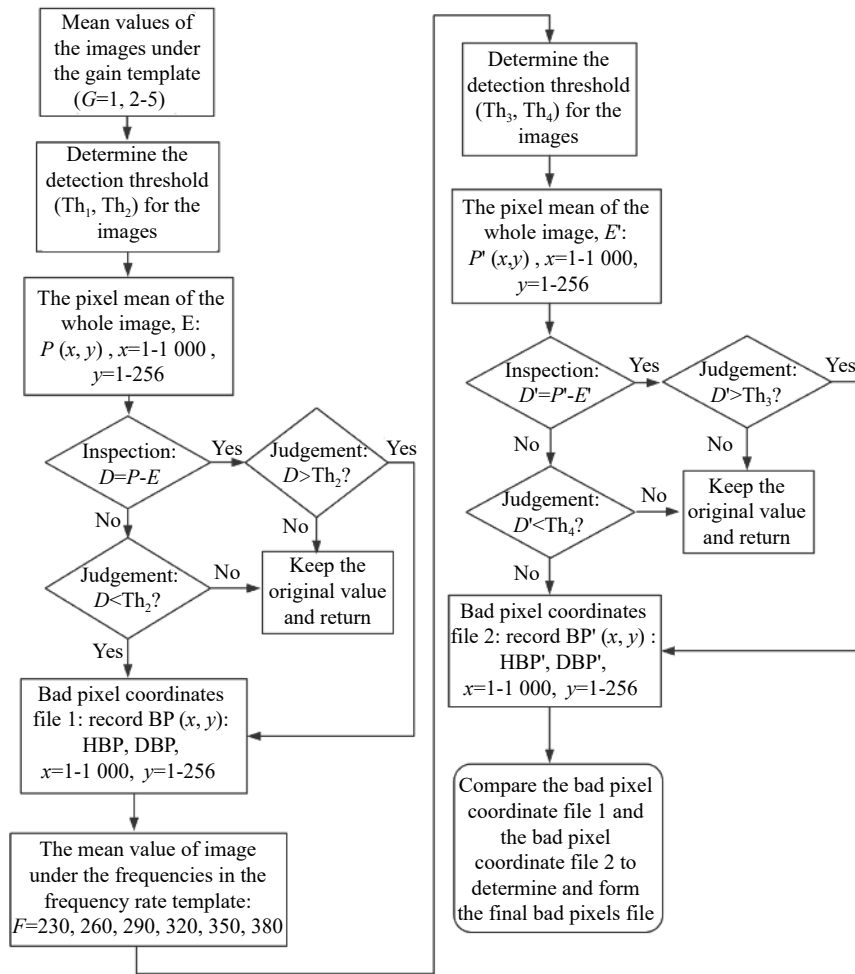 Mean values of
the images under
the gain template
(G=1, 2-5)
Determine the
detection threshold
(Th₁, Th₂) for the
images
The pixel mean of the
whole image, E:
P (x, y) , x=1-1 000 ,
y=1-256
Inspection:
D=P-E
Yes
Judgement:
D>Th₂?
Yes
No
No
Judgement:
D<Th₂?
No
Keep the
original value
and return
Yes
Bad pixel coordinates
file 1: record BP (x, y):
HBP, DBP,
x=1-1 000, y=1-256
The mean value of image
under the frequencies in the
frequency rate template:
F=230, 260, 290, 320, 350, 380
Determine the
detection threshold
(Th₃, Th₄) for the
images
The pixel mean of the
whole image, E':
P' (x,y) , x=1-1 000,
y=1-256
Inspection:
D'=P'-E'
Yes
Judgement:
D'>Th₃?
Yes
No
No
Judgement:
D'<Th₄?
No
Keep the
original value
and return
No
Bad pixel coordinates
file 2: record BP' (x, y) :
HBP', DBP',
x=1-1 000, y=1-256
Compare the bad pixel
coordinate file 1 and
the bad pixel
coordinate file 2 to
determine and form
the final bad pixels file